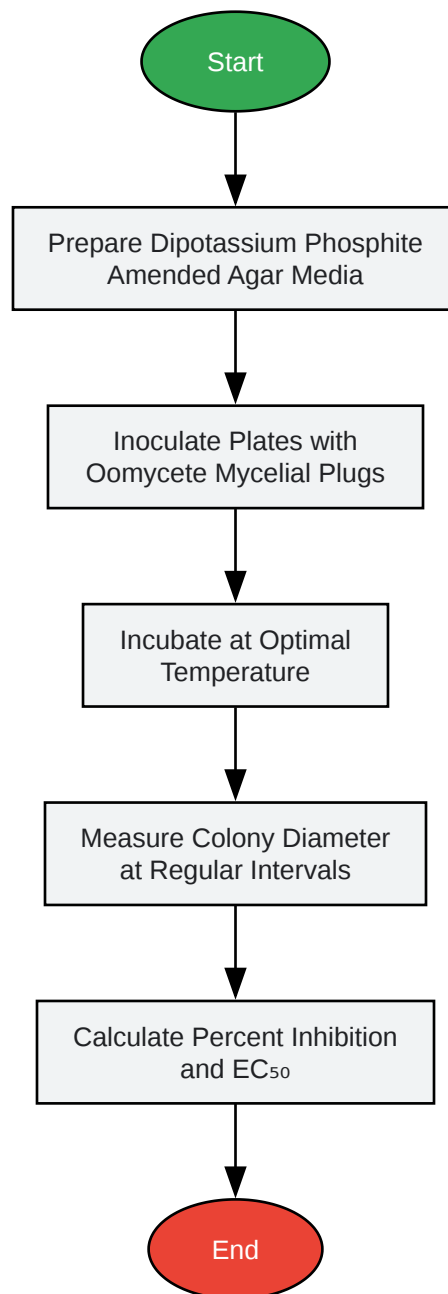 Start
Prepare Dipotassium Phosphite
Amended Agar Media
Inoculate Plates with
Oomycete Mycelial Plugs
Incubate at Optimal
Temperature
Measure Colony Diameter
at Regular Intervals
Calculate Percent Inhibition
and EC₅₀
End